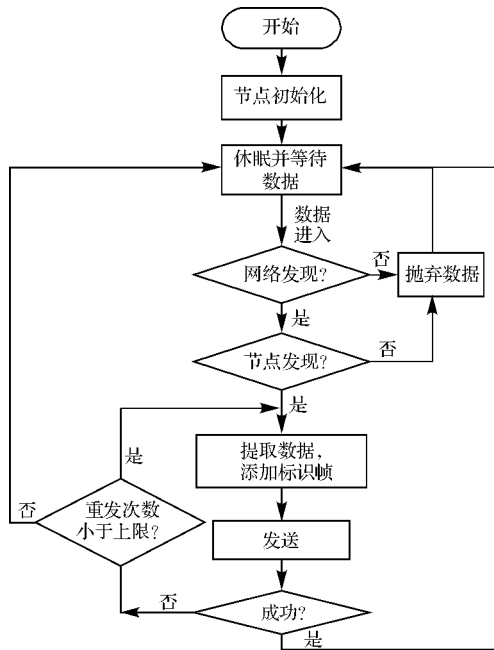 开始
节点初始化
休眠并等待
数据
数据
进入
网络发现?
否
抛弃数据
是
节点发现?
否
是
提取数据,
添加标识帧
是
重发次数
小于上限?
否
发送
成功?
否
是